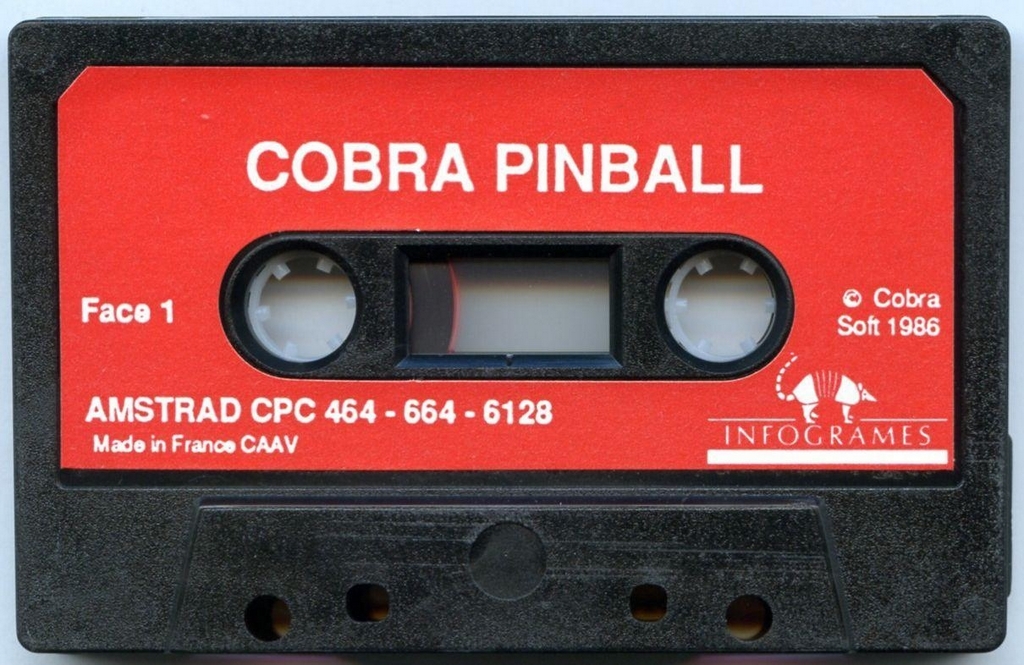 COBRA PINBALL
Face 1
© Cobra
Soft 1986
AMSTRAD CPC 464 - 664 - 6128
Made in France CAAV
INFOGRAMES